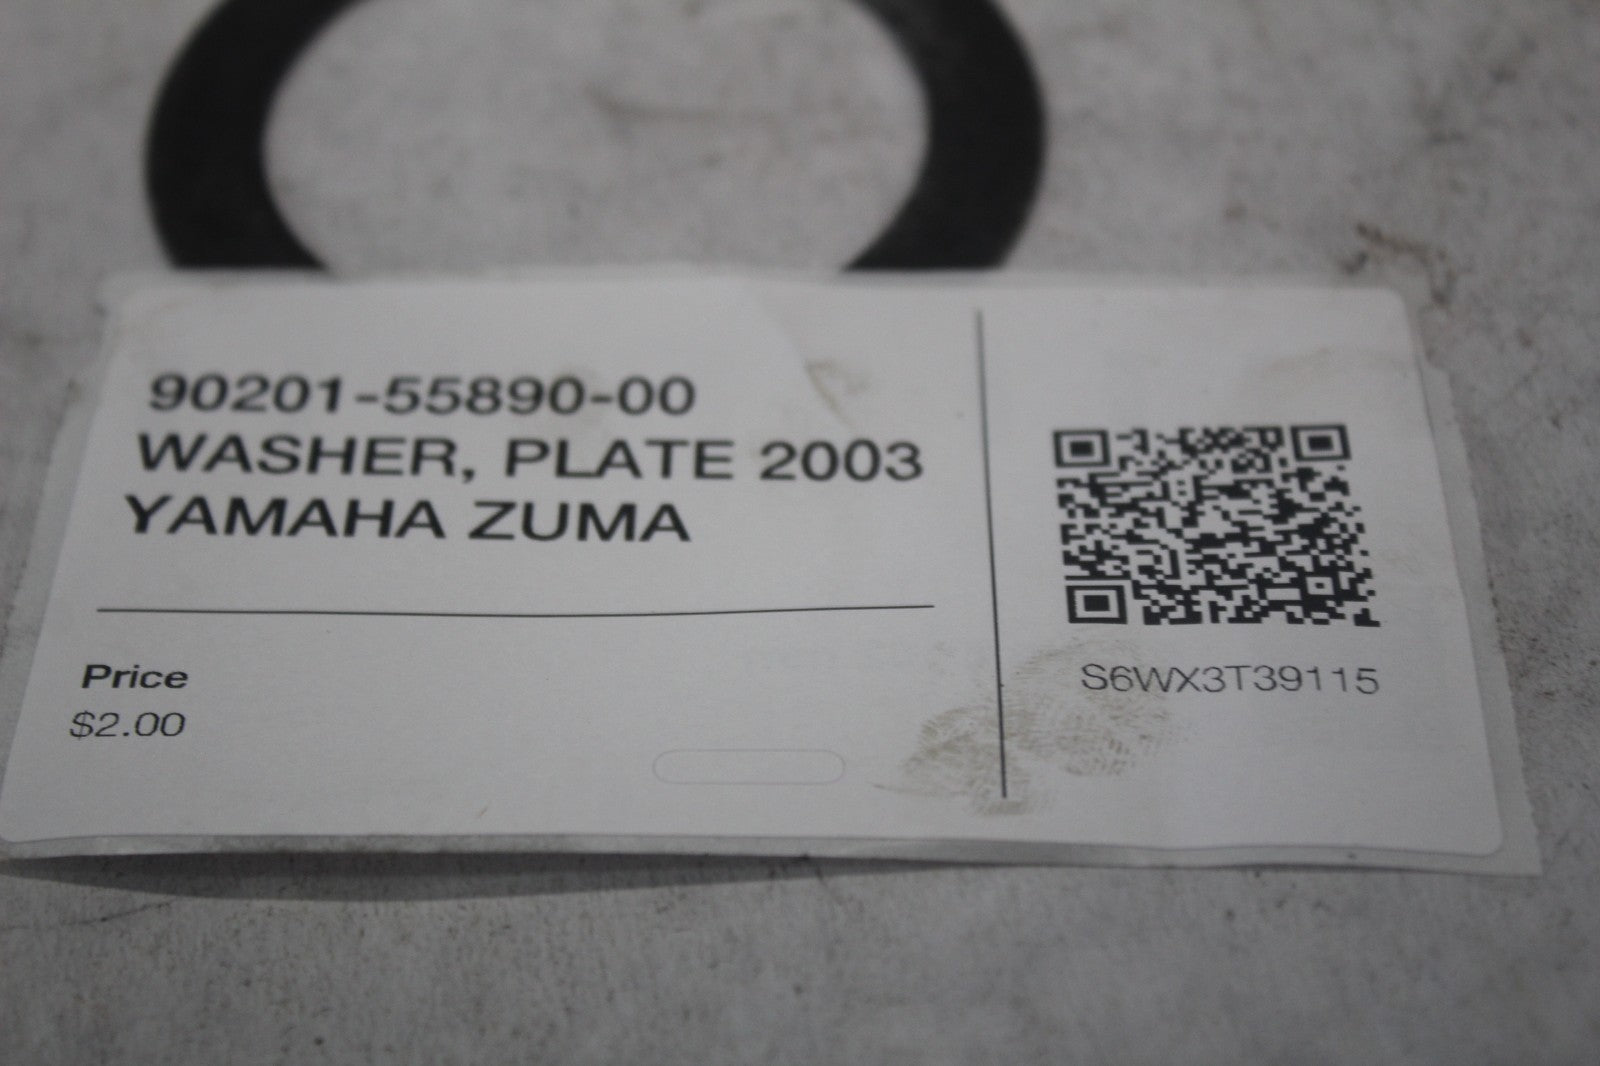 90201-55890-00
WASHER, PLATE 2003
YAMAHA ZUMA
Price
$2.00
S6WX3T39115